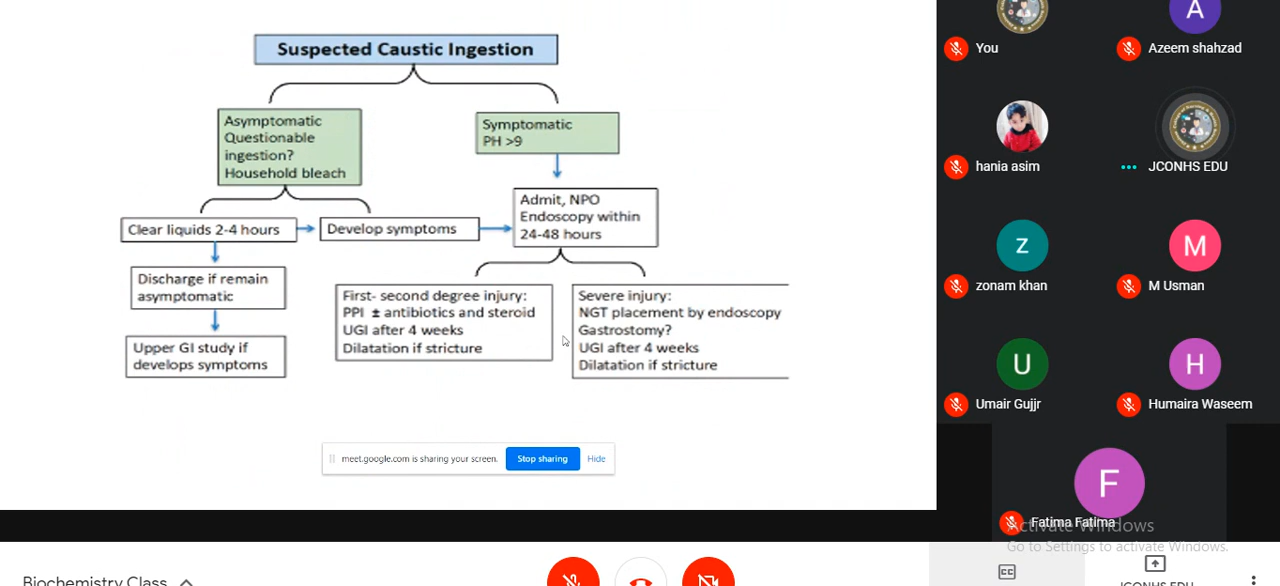 Suspected Caustic Ingestion
Asymptomatic
Questionable
ingestion?
Household bleach
Symptomatic
PH >9
Clear liquids 2-4 hours
Develop symptoms
Admit, NPO
Endoscopy within
24-48 hours
Discharge if remain
asymptomatic
Upper GI study if
develops symptoms
First- second degree injury:
PPI ± antibiotics and steroid
UGI after 4 weeks
Dilatation if stricture
Severe injury:
NGT placement by endoscopy
Gastrostomy?
UGI after 4 weeks
Dilatation if stricture
meet.google.com is sharing your screen.
Stop sharing
Hide
You
A
Azeem shahzad
hania asim
JCONHS EDU
z
zonam khan
M
M Usman
U
Umair Gujjr
H
Humaira Waseem
F
Fatima Fatima
Activate Windows
Go to Settings to activate Windows.
Biochemistry Class
CC
JCONHS EDU